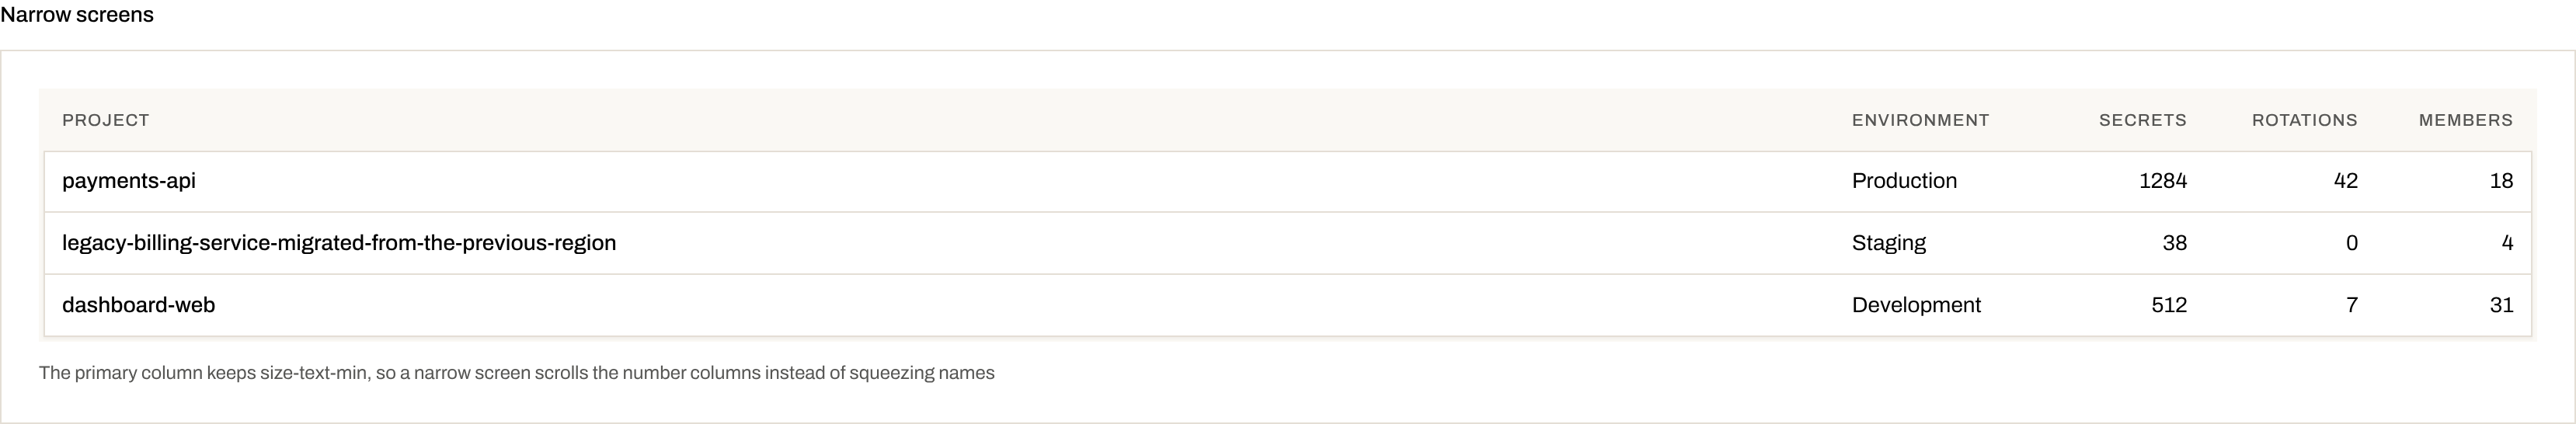 Narrow screens
PROJECT ENVIRONMENT SECRETS ROTATIONS MEMBERS
payments-api Production 1284 42 18
legacy-billing-service-migrated-from-the-previous-region Staging 38 0 4
dashboard-web Development 512 7 31
The primary column keeps size-text-min, so a narrow screen scrolls the number columns instead of squeezing names